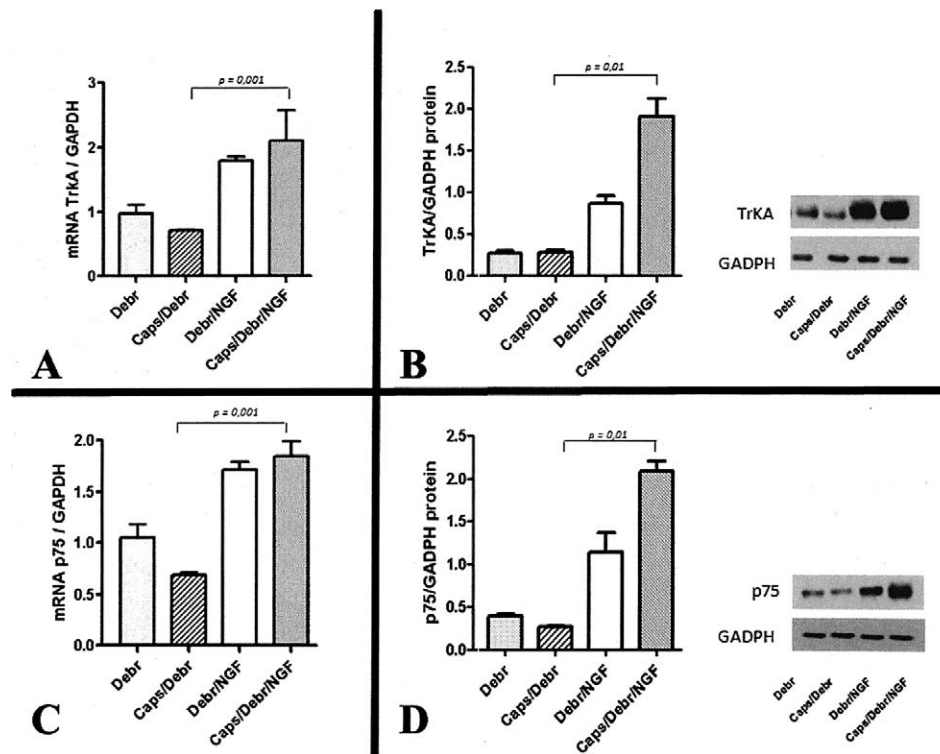 p = 0,001
mRNA TrkA / GAPDH
3
2
1
0
Debr
Caps/Debr
Debr/NGF
Caps/Debr/NGF
A
p = 0,01
TrKA/GADPH protein
2.5
2.0
1.5
1.0
0.5
0.0
Debr
Caps/Debr
Debr/NGF
Caps/Debr/NGF
TrKA
GADPH
Debr
Caps/Debr
Debr/NGF
Caps/Debr/NGF
B
p = 0,001
mRNA p75 / GAPDH
2.0
1.5
1.0
0.5
0.0
Debr
Caps/Debr
Debr/NGF
Caps/Debr/NGF
C
p = 0,01
p75/GADPH protein
2.5
2.0
1.5
1.0
0.5
0.0
Debr
Caps/Debr
Debr/NGF
Caps/Debr/NGF
p75
GADPH
Debr
Caps/Debr
Debr/NGF
Caps/Debr/NGF
D